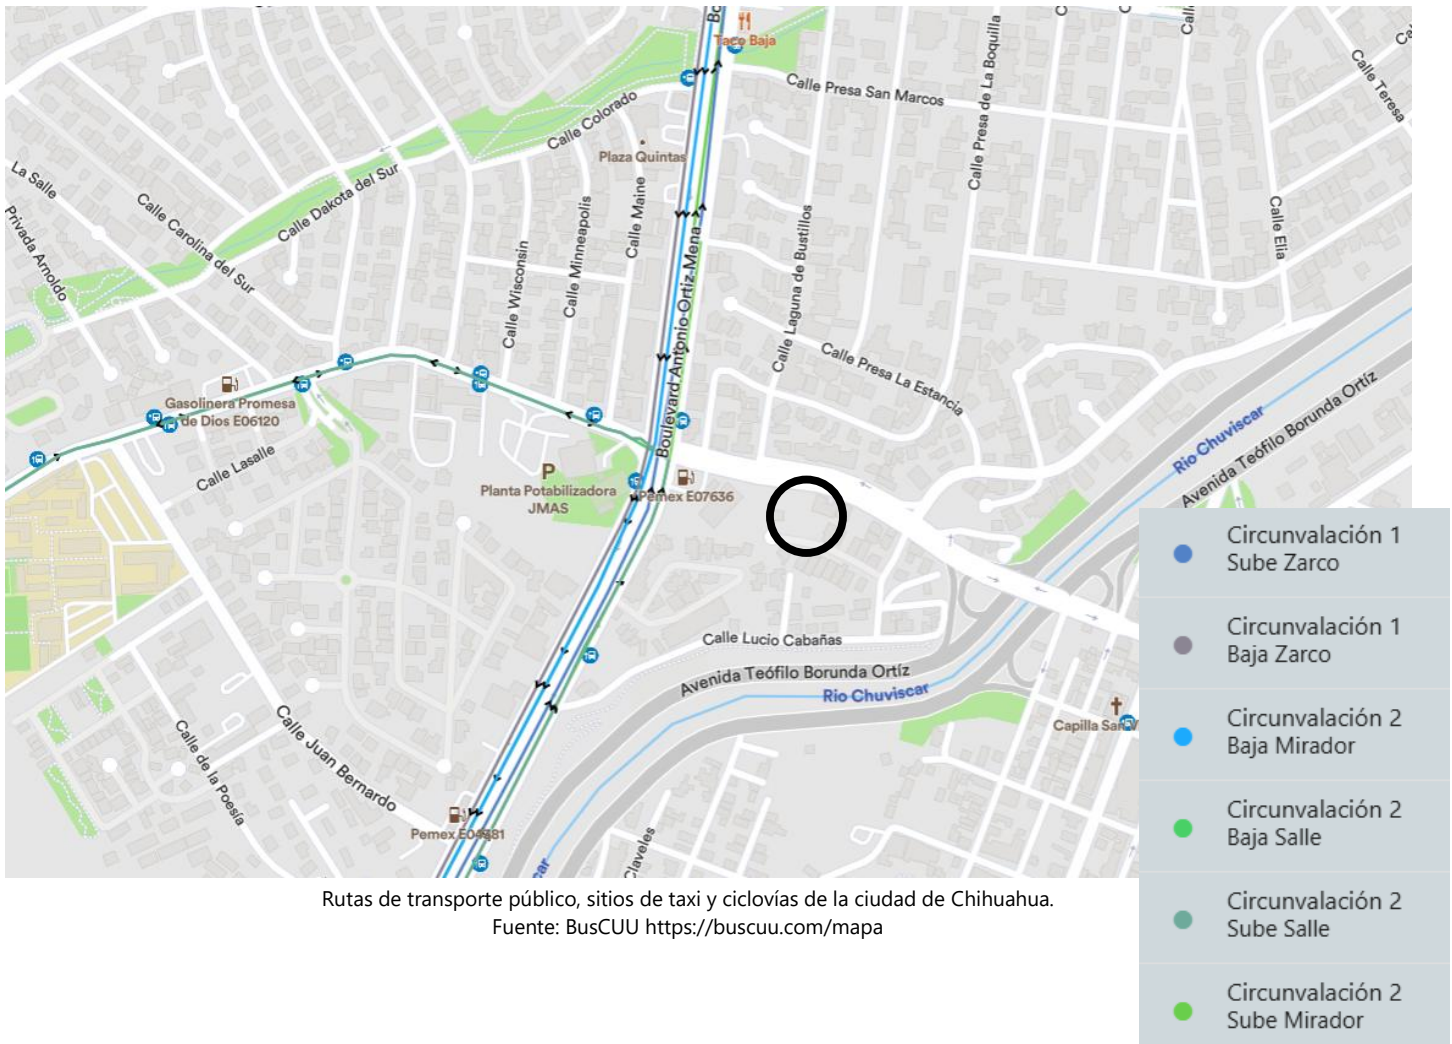 Taco Baja
Calle Presa San Marcos
Calle Presa de La Boquilla
Calle Teresa
Calle Colorado
Plaza Quintas
La Salle
Calle Dakota del Sur
Calle Carolina del Sur
Privada Arnoldo
Calle Maine
Calle Minneapolis
Calle Wisconsin
Calle Elia
Calle Laguna de Bustillos
Boulevard Antonio Ortiz Mena
Calle Presa La Estancia
Gasolinera Promesa
de Dios E06120
Calle Lasalle
P
Planta Potabilizadora
JMAS
Pemex E07636
Rio Chuviscar
Avenida Teófilo Borunda Ortíz
Calle Lucio Cabañas
Avenida Teófilo Borunda Ortíz
Rio Chuviscar
Capilla San
Calle Juan Bernardo
Calle de la Poesía
Pemex
Claveles
Circunvalación 1
Sube Zarco
Circunvalación 1
Baja Zarco
Circunvalación 2
Baja Mirador
Circunvalación 2
Baja Salle
Circunvalación 2
Sube Salle
Circunvalación 2
Sube Mirador
Rutas de transporte público, sitios de taxi y ciclovías de la ciudad de Chihuahua.
Fuente: BusCUU https://buscuu.com/mapa